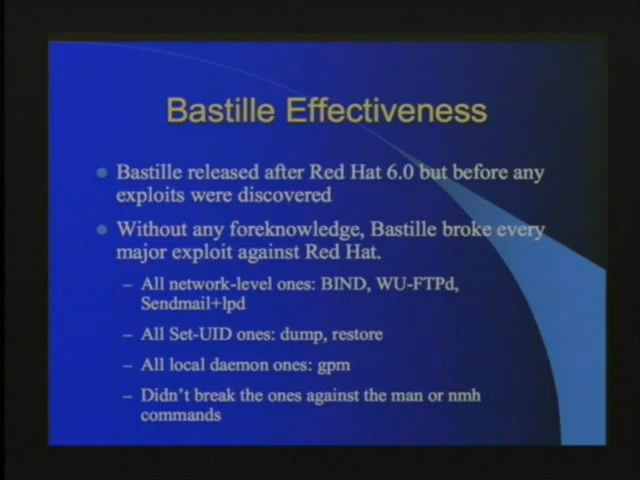 Bastille Effectiveness
Bastille released after Red Hat 6.0 but before any
exploits were discovered
Without any foreknowledge, Bastille broke every
major exploit against Red Hat.
– All network-level ones: BIND, WU-FTPd,
Sendmail+lpd
– All Set-UID ones: dump, restore
– All local daemon ones: gpm
– Didn't break the ones against the man or nmh
commands